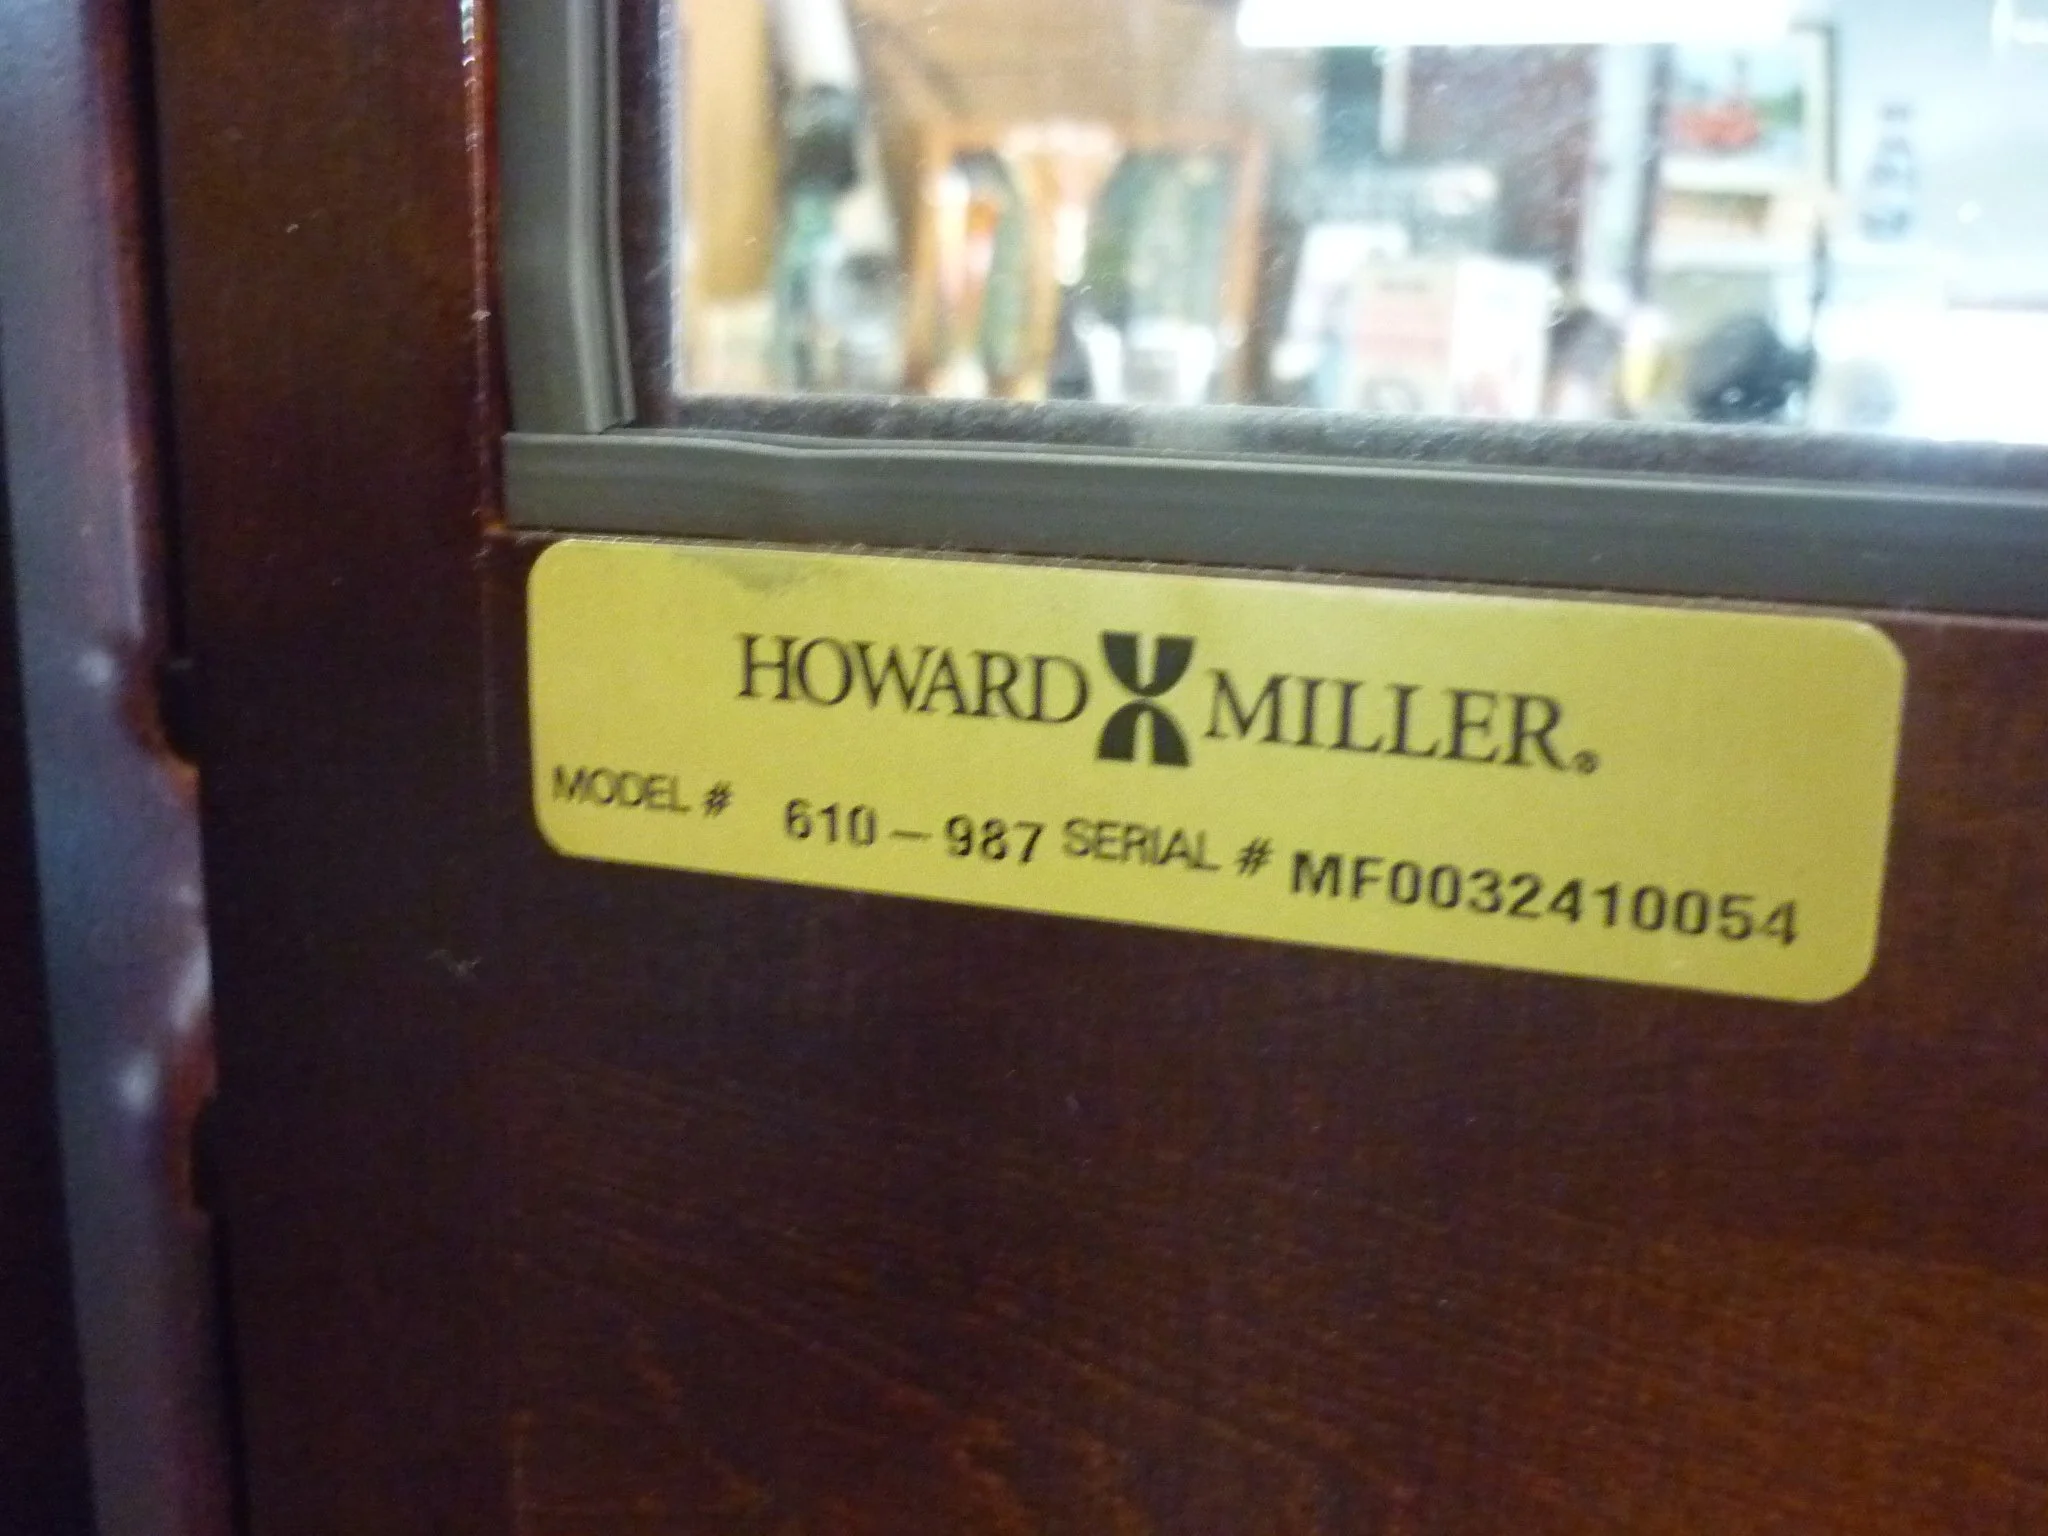 HOWARD MILLER®
MODEL # 610-987 SERIAL # MF0032410054